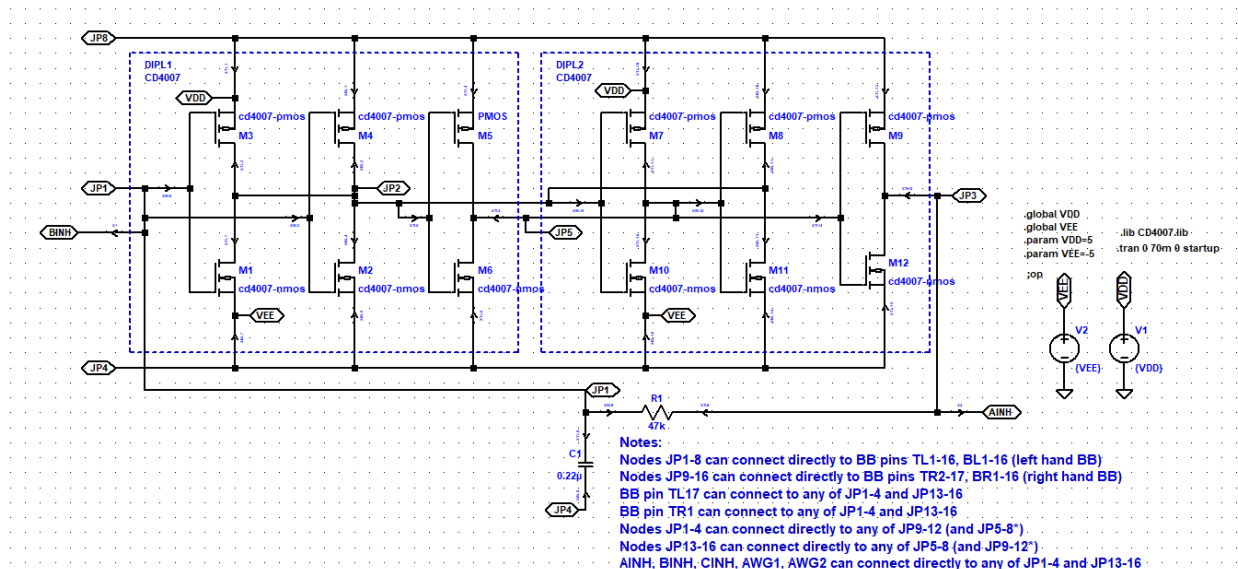 JP8
DIPL1
CD4007
DIPL2
CD4007
VDD
VDD
cd4007-pmos
cd4007-pmos
PMOS
cd4007-pmos
cd4007-pmos
cd4007-pmos
M3
M4
M5
M7
M8
M9
JP1
JP2
JP3
BINH
JP5
.global VDD
.global VEE
.param VDD=5
.param VEE=-5
;op
.lib CD4007.lib
.tran 0 70m 0 startup
M1
M2
M6
M10
M11
M12
cd4007-nmos
cd4007-nmos
cd4007-nmos
cd4007-nmos
cd4007-nmos
cd4007-nmos
VEE
VEE
VEE
VDD
V2
V1
{VEE}
{VDD}
JP4
JP1
R1
47k
AINH
C1
0.22µ
JP4
Notes:
Nodes JP1-8 can connect directly to BB pins TL1-16, BL1-16 (left hand BB)
Nodes JP9-16 can connect directly to BB pins TR2-17, BR1-16 (right hand BB)
BB pin TL17 can connect to any of JP1-4 and JP13-16
BB pin TR1 can connect to any of JP1-4 and JP13-16
Nodes JP1-4 can connect directly to any of JP9-12 (and JP5-8*)
Nodes JP13-16 can connect directly to any of JP5-8 (and JP9-12*)
AINH, BINH, CINH, AWG1, AWG2 can connect directly to any of JP1-4 and JP13-16